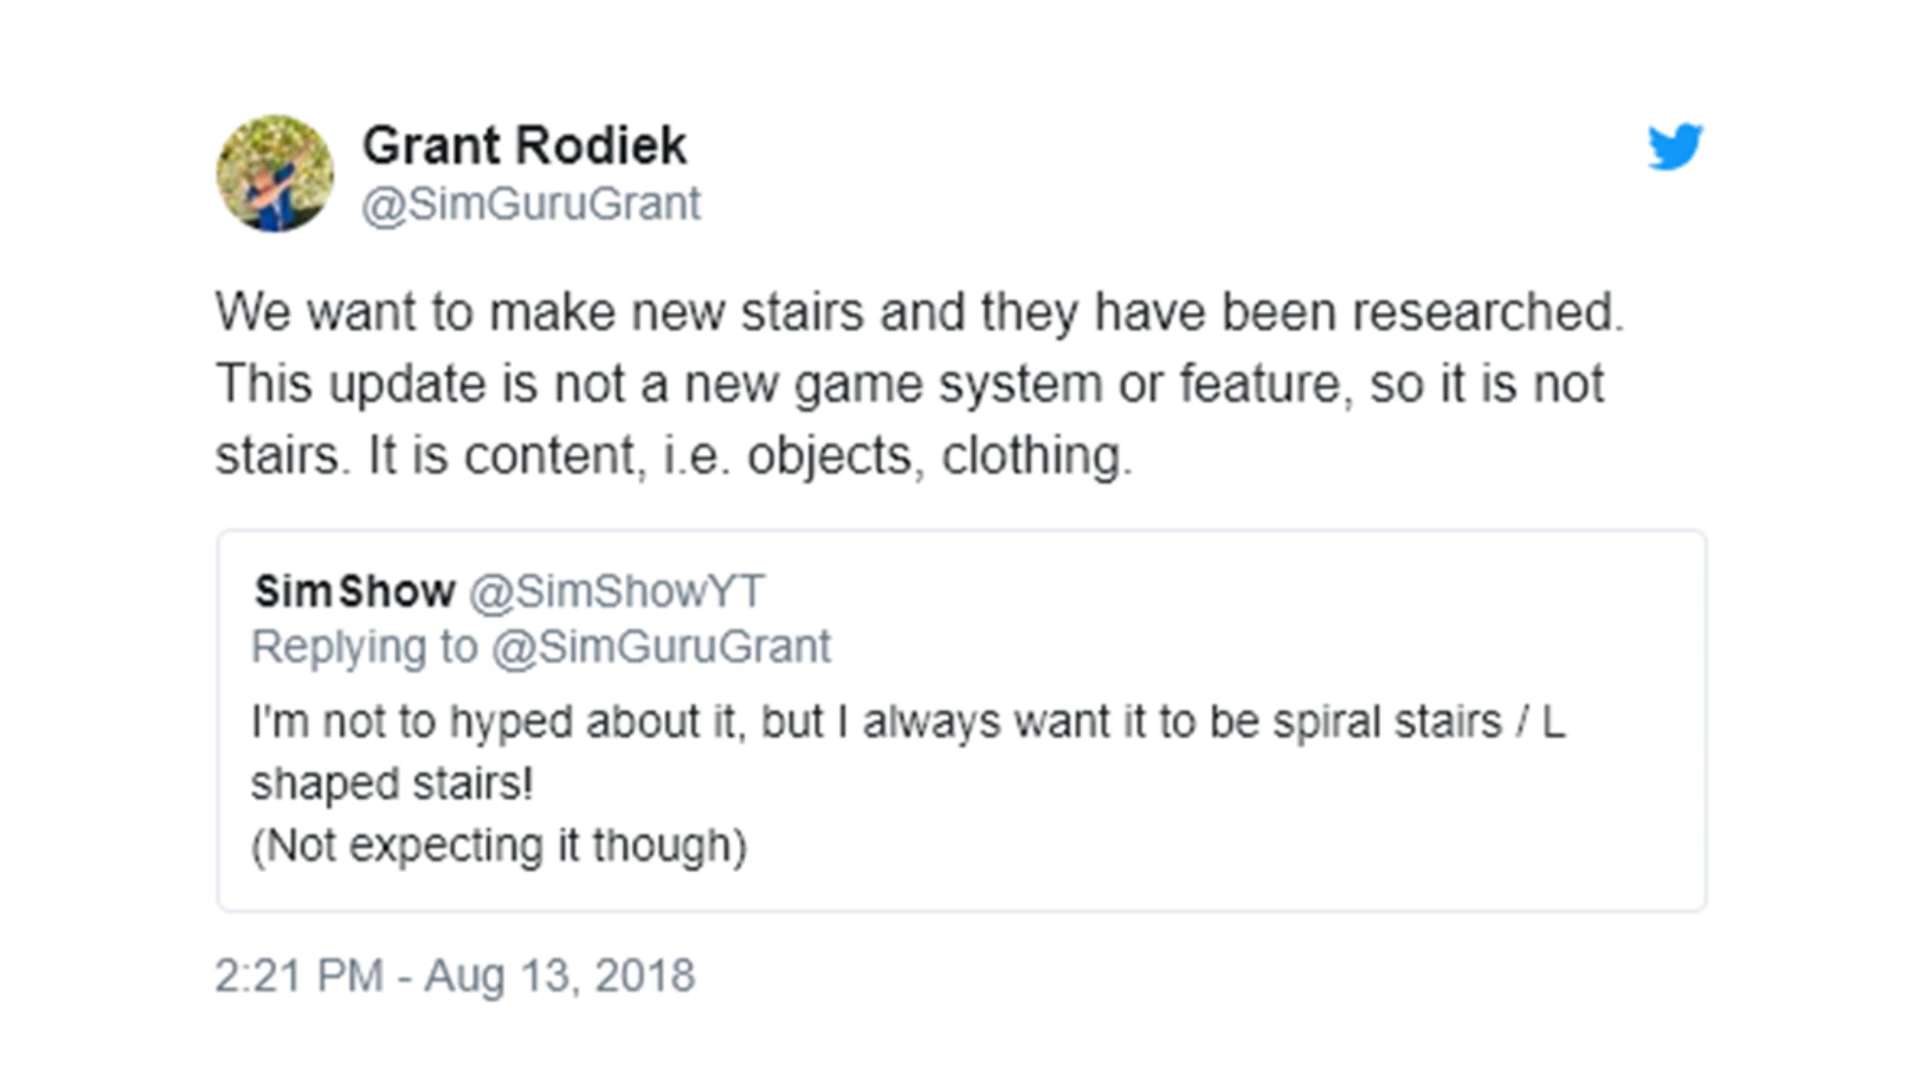 Grant Rodiek
@SimGuruGrant
We want to make new stairs and they have been researched.
This update is not a new game system or feature, so it is not
stairs. It is content, i.e. objects, clothing.
SimShow @SimShowYT
Replying to @SimGuruGrant
I'm not to hyped about it, but I always want it to be spiral stairs / L
shaped stairs!
(Not expecting it though)
2:21 PM - Aug 13, 2018